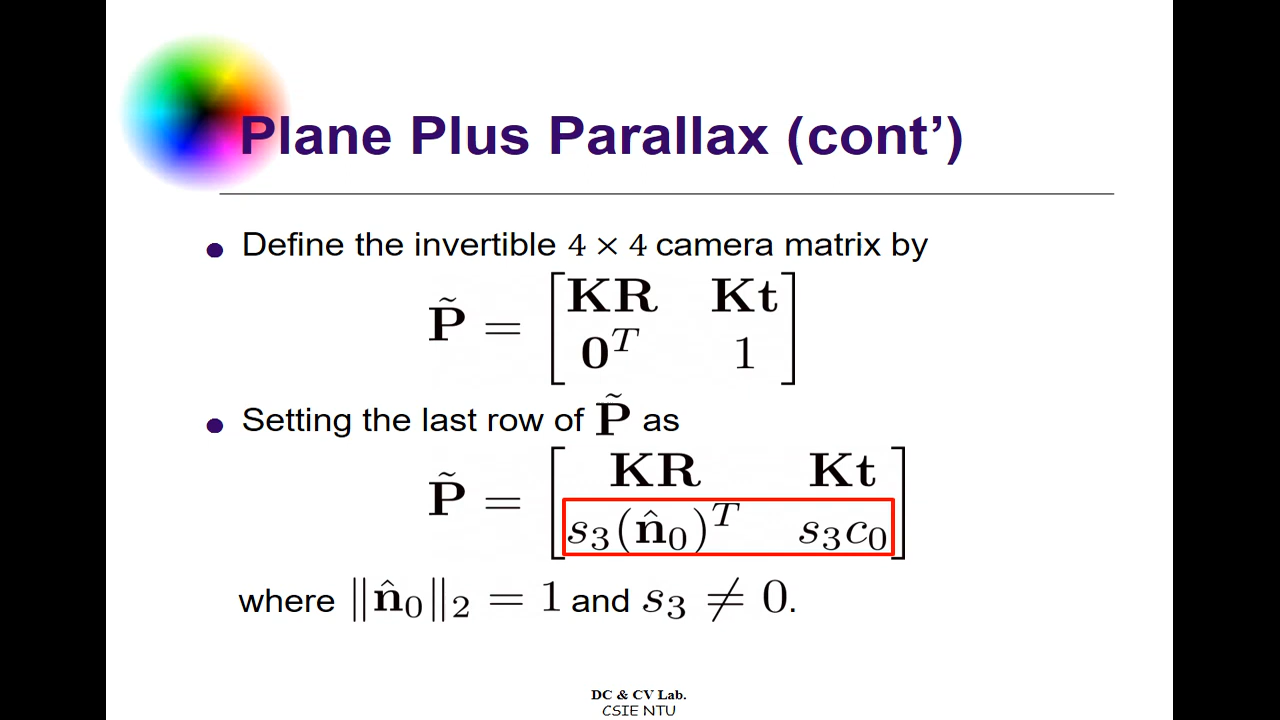 Plane Plus Parallax (cont’)
● Define the invertible 4 × 4 camera matrix by
P̃ = [ KR Kt
0^T 1 ]
● Setting the last row of P̃ as
P̃ = [ KR Kt
s₃(n̂₀)^T s₃c₀ ]
where ‖n̂₀‖₂ = 1 and s₃ ≠ 0.
DC & CV Lab.
CSIE NTU